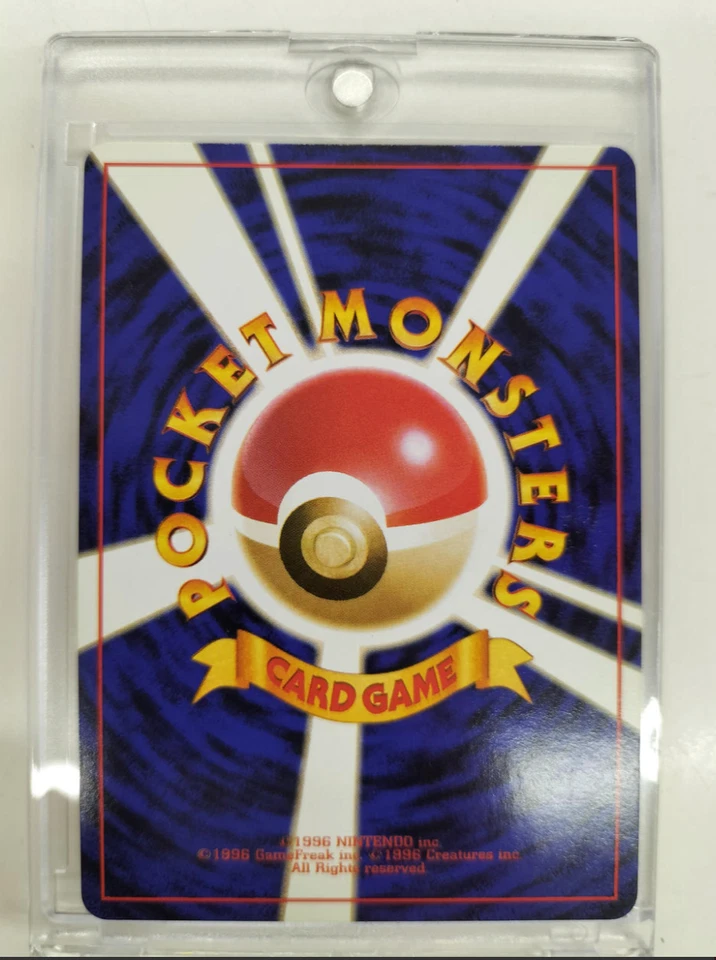 POCKET MONSTERS
CARD GAME
©1996 NINTENDO inc.
©1996 GameFreak inc. ©1996 Creatures inc.
All Rights reserved.